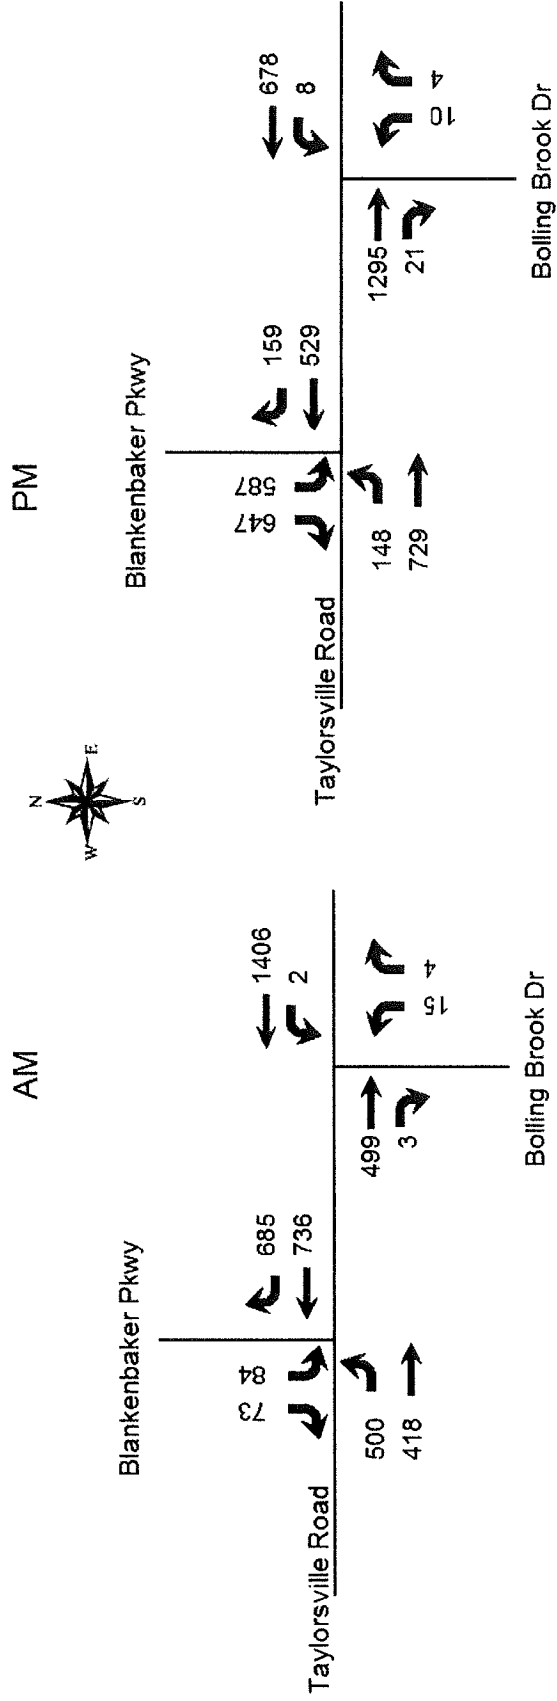 AM
Blankenbaker Pkwy
73
84
685
736
1406
2
Taylorsville Road
500
418
499
3
15
4
Bolling Brook Dr
N
W
E
S
PM
Blankenbaker Pkwy
647
587
159
529
678
8
Taylorsville Road
148
729
1295
21
10
4
Bolling Brook Dr